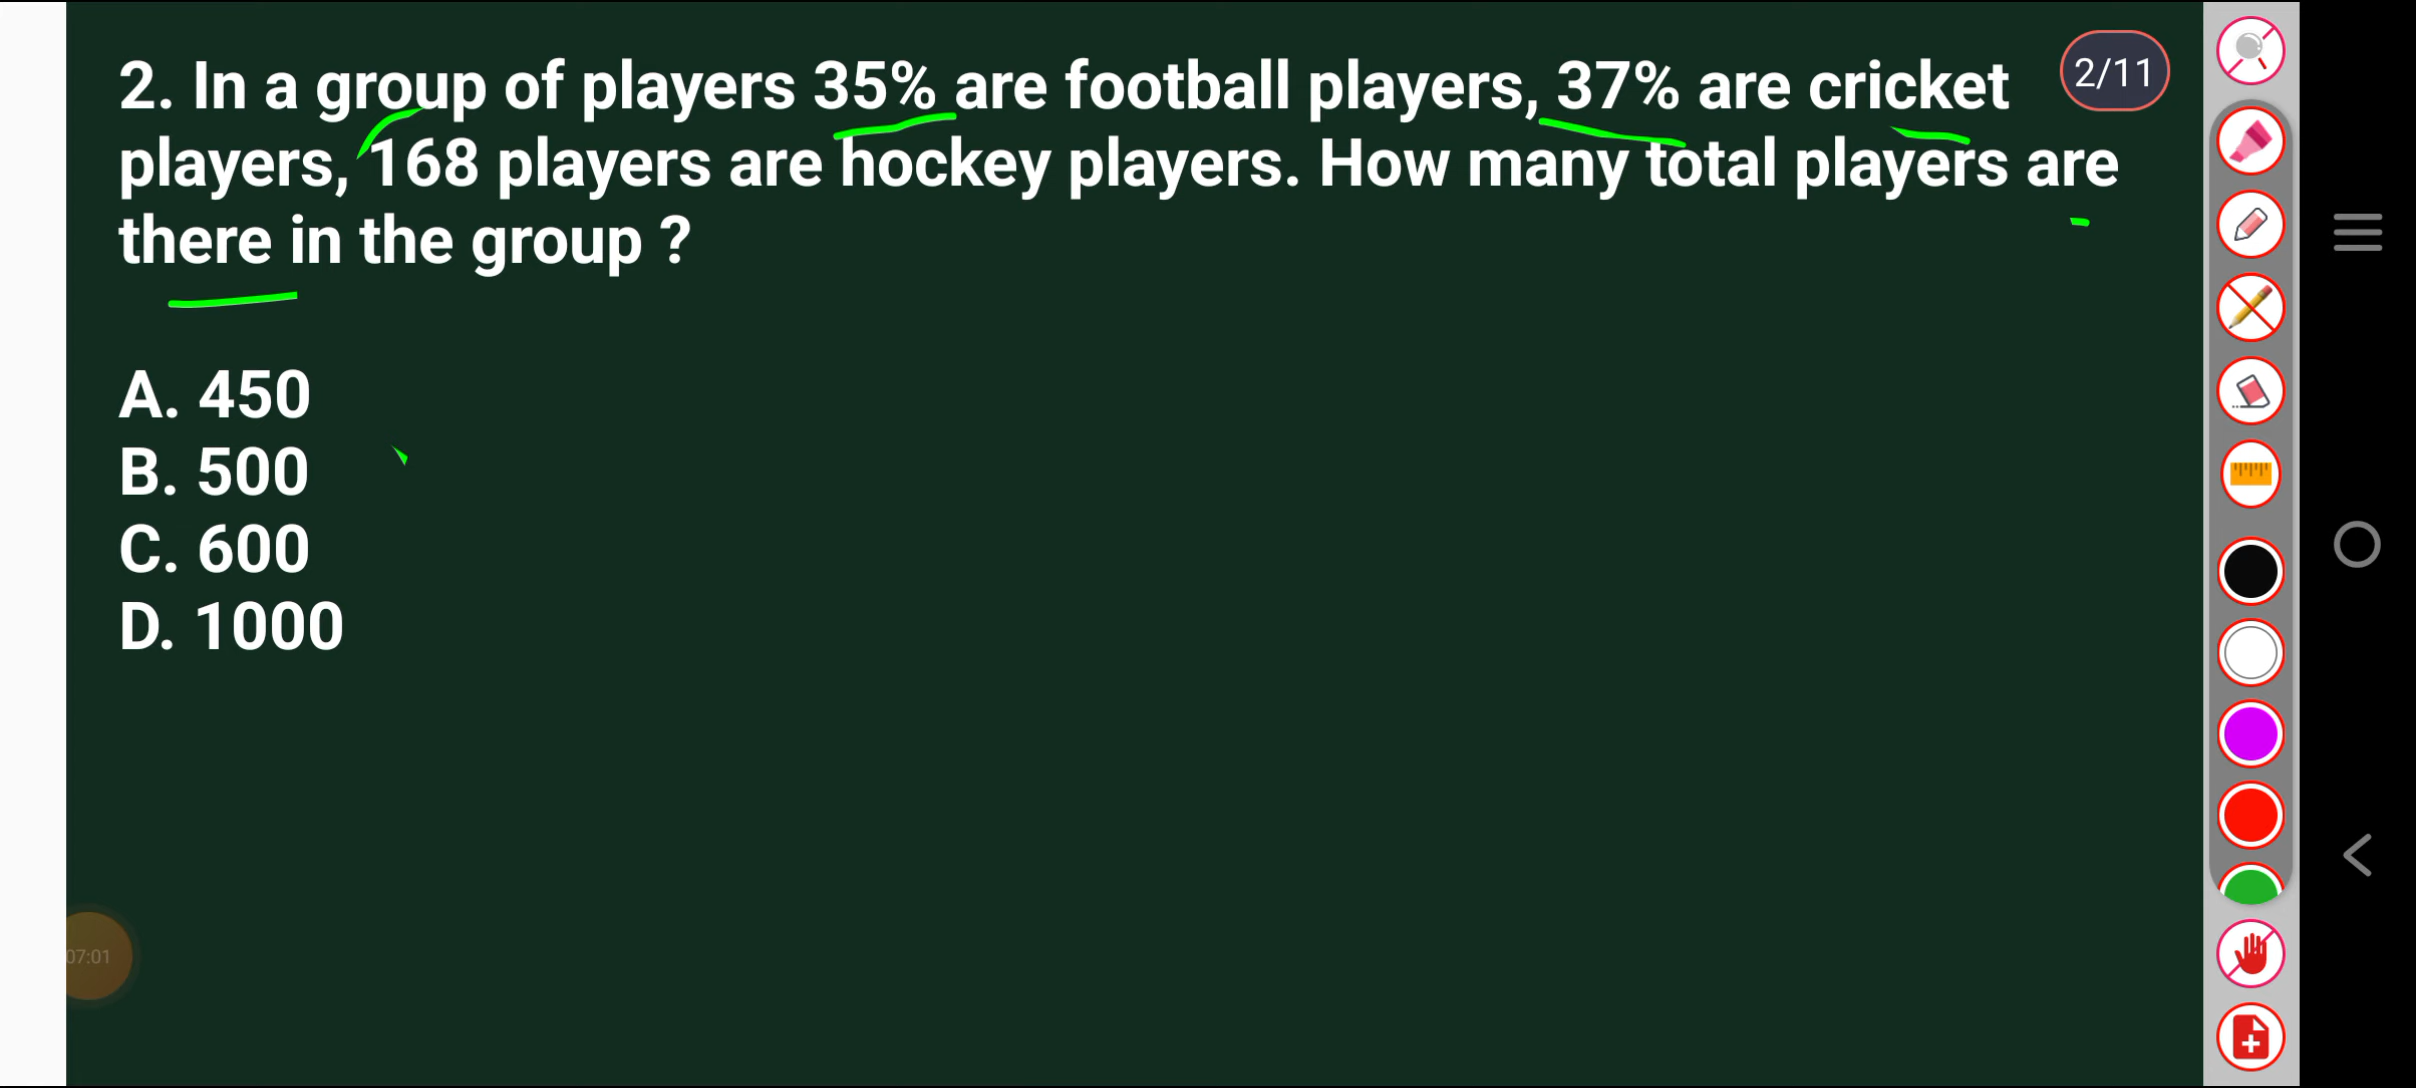 2. In a group of players 35% are football players, 37% are cricket
players, 168 players are hockey players. How many total players are
there in the group ?
2/11
A. 450
B. 500
C. 600
D. 1000
07:01